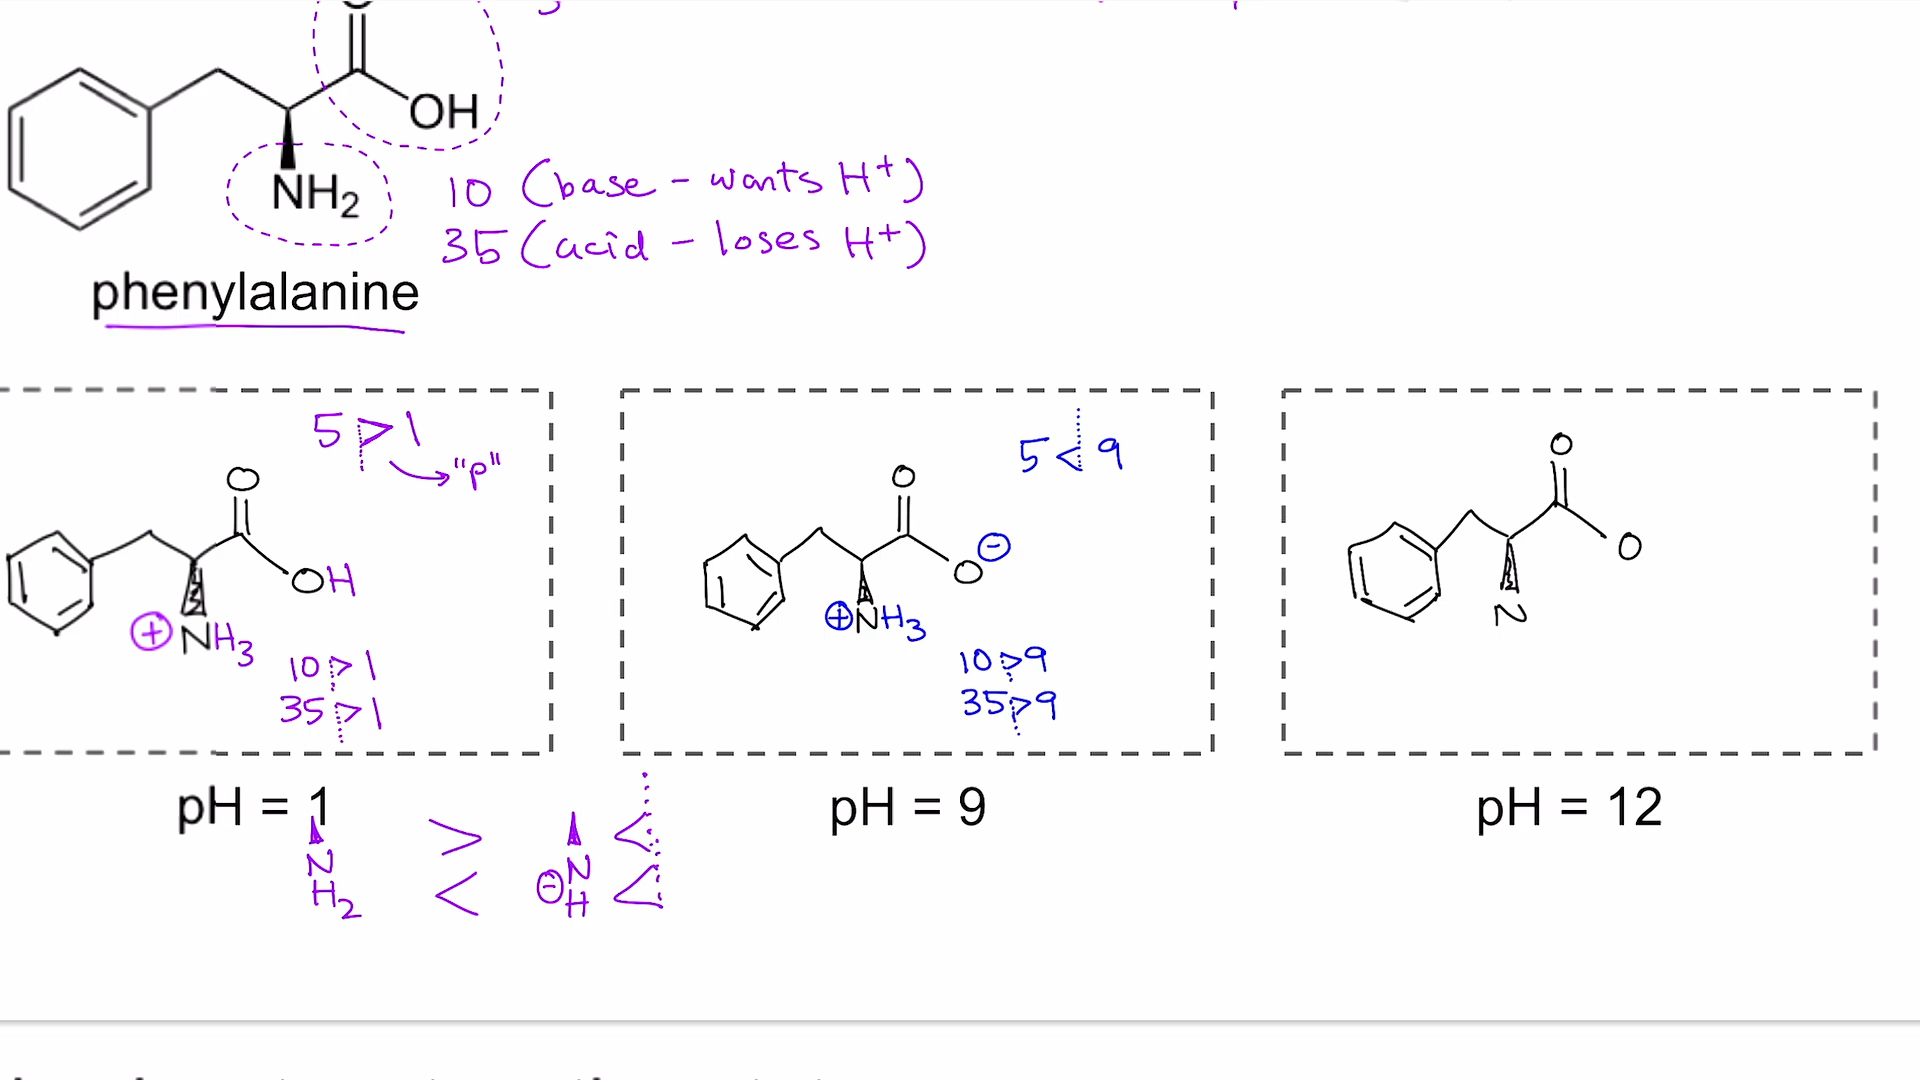 OH
NH2
10 (base - wants H+)
35 (acid - loses H+)
phenylalanine
5 > 1
"p"
O
OH
⊕NH3
10 > 1
35 > 1
5 < 9
O
O⊖
⊕NH3
10 > 9
35 > 9
O
O
N
pH = 1
pH = 9
pH = 12
NH2
>
<
⊖NH
<
<